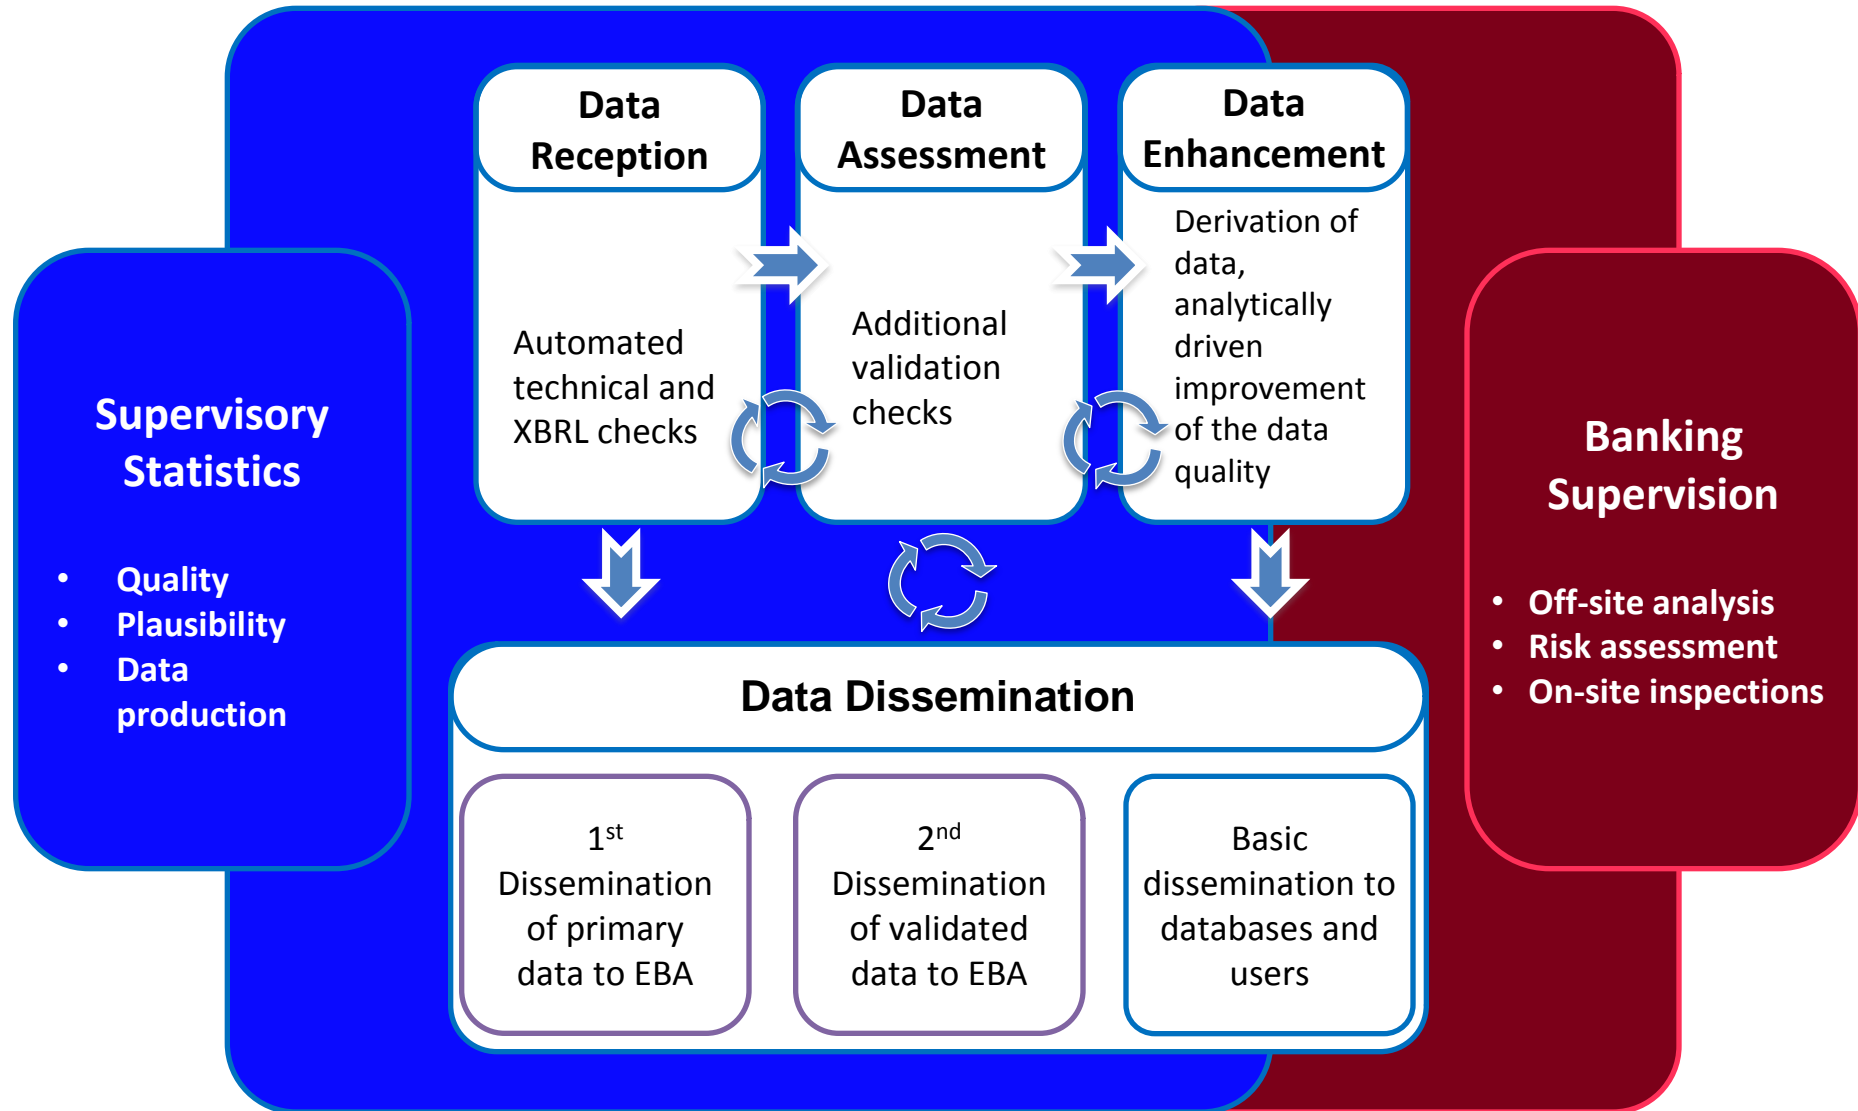 Data
Reception
Automated
technical and
XBRL checks
Data
Assessment
Additional
validation
checks
Data
Enhancement
Derivation of
data,
analytically
driven
improvement
of the data
quality
Supervisory
Statistics
• Quality
• Plausibility
• Data
production
Banking
Supervision
• Off-site analysis
• Risk assessment
• On-site inspections
Data Dissemination
1st
Dissemination
of primary
data to EBA
2nd
Dissemination
of validated
data to EBA
Basic
dissemination to
databases and
users